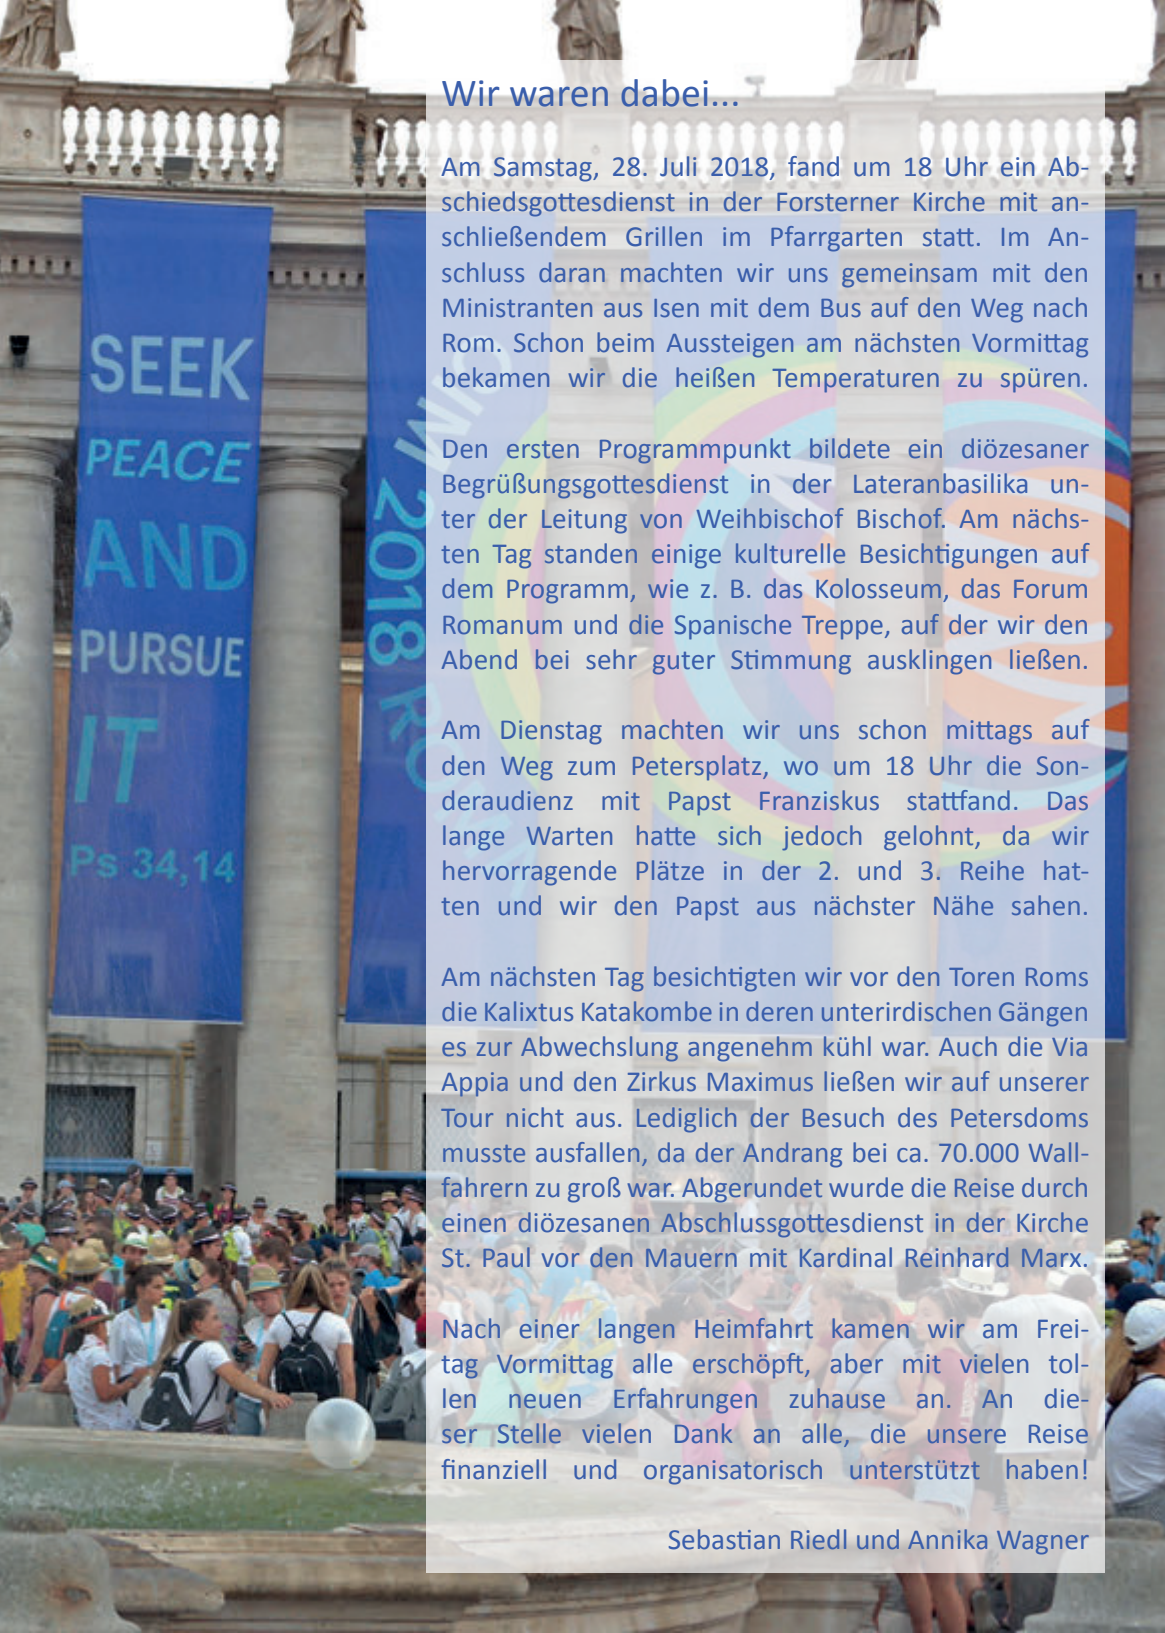 Wir waren dabei...
Am Samstag, 28. Juli 2018, fand um 18 Uhr ein Ab-
schiedsgottesdienst in der Forsterner Kirche mit an-
schließendem Grillen im Pfarrgarten statt. Im An-
schluss daran machten wir uns gemeinsam mit den
Ministranten aus Isen mit dem Bus auf den Weg nach
Rom. Schon beim Aussteigen am nächsten Vormittag
bekamen wir die heißen Temperaturen zu spüren.
Den ersten Programmpunkt bildete ein diözesaner
Begrüßungsgottesdienst in der Lateranbasilika un-
ter der Leitung von Weihbischof Bischof. Am nächs-
ten Tag standen einige kulturelle Besichtigungen auf
dem Programm, wie z. B. das Kolosseum, das Forum
Romanum und die Spanische Treppe, auf der wir den
Abend bei sehr guter Stimmung ausklingen ließen.
Am Dienstag machten wir uns schon mittags auf
den Weg zum Petersplatz, wo um 18 Uhr die Son-
deraudienz mit Papst Franziskus stattfand. Das
lange Warten hatte sich jedoch gelohnt, da wir
hervorragende Plätze in der 2. und 3. Reihe hat-
ten und wir den Papst aus nächster Nähe sahen.
Am nächsten Tag besichtigten wir vor den Toren Roms
die Kalixtus Katakombe in deren unterirdischen Gängen
es zur Abwechslung angenehm kühl war. Auch die Via
Appia und den Zirkus Maximus ließen wir auf unserer
Tour nicht aus. Lediglich der Besuch des Petersdoms
musste ausfallen, da der Andrang bei ca. 70.000 Wall-
fahrern zu groß war. Abgerundet wurde die Reise durch
einen diözesanen Abschlussgottesdienst in der Kirche
St. Paul vor den Mauern mit Kardinal Reinhard Marx.
Nach einer langen Heimfahrt kamen wir am Frei-
tag Vormittag alle erschöpft, aber mit vielen tol-
len neuen Erfahrungen zuhause an. An die-
ser Stelle vielen Dank an alle, die unsere Reise
finanziell und organisatorisch unterstützt haben!
Sebastian Riedl und Annika Wagner
SEEK
PEACE
AND
PURSUE
IT
Ps 34,14
CIM
2018